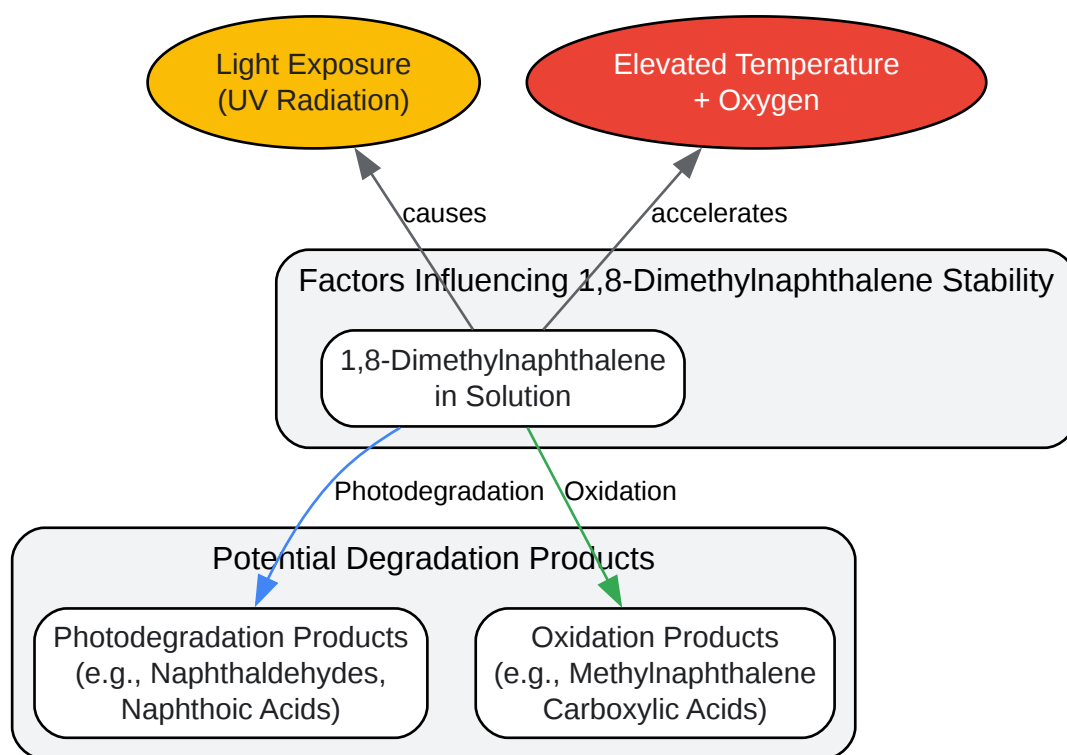 Light Exposure
(UV Radiation)
Elevated Temperature
+ Oxygen
causes
accelerates
Factors Influencing 1,8-Dimethylnaphthalene Stability
1,8-Dimethylnaphthalene
in Solution
Photodegradation
Oxidation
Potential Degradation Products
Photodegradation Products
(e.g., Naphthaldehydes,
Naphthoic Acids)
Oxidation Products
(e.g., Methylnaphthalene
Carboxylic Acids)